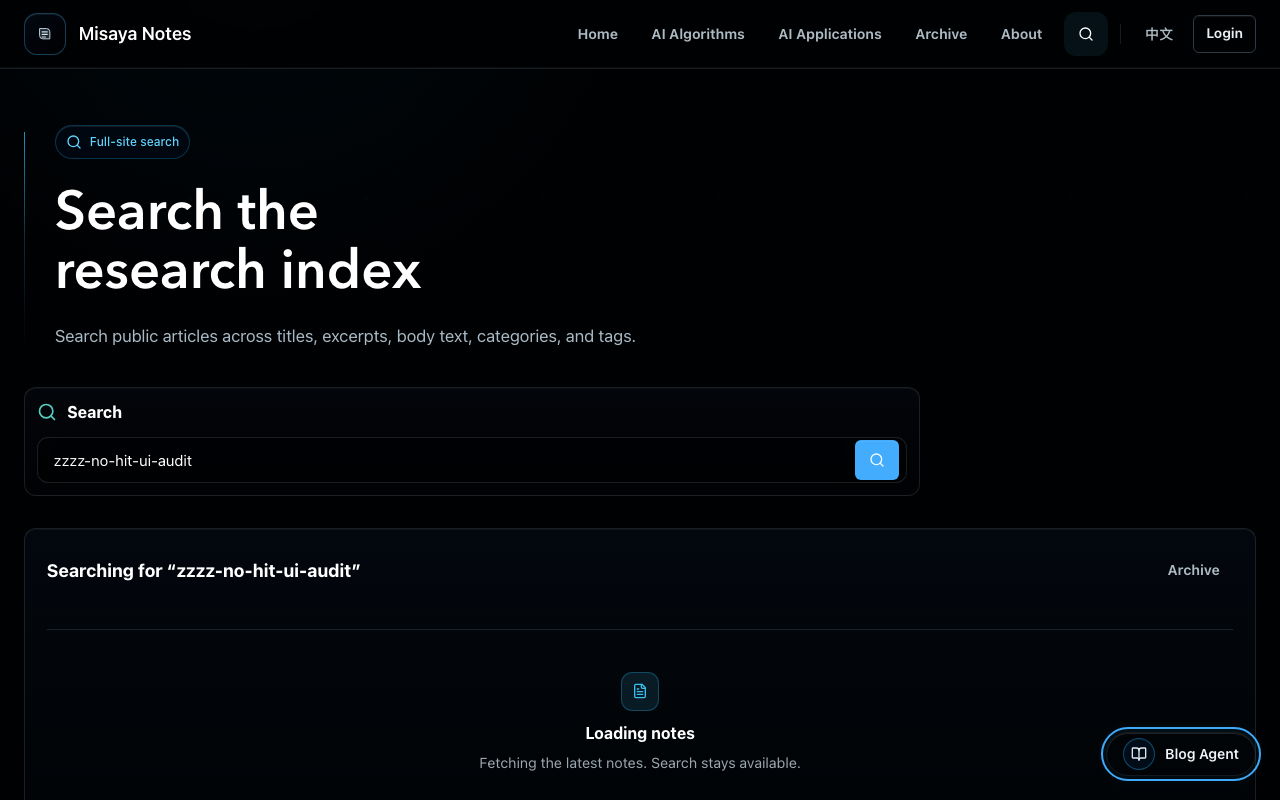 Misaya Notes
Home
AI Algorithms
AI Applications
Archive
About
中文
Login
Full-site search
Search the
research index
Search public articles across titles, excerpts, body text, categories, and tags.
Search
zzzz-no-hit-ui-audit
Searching for “zzzz-no-hit-ui-audit”
Archive
Loading notes
Fetching the latest notes. Search stays available.
Blog Agent